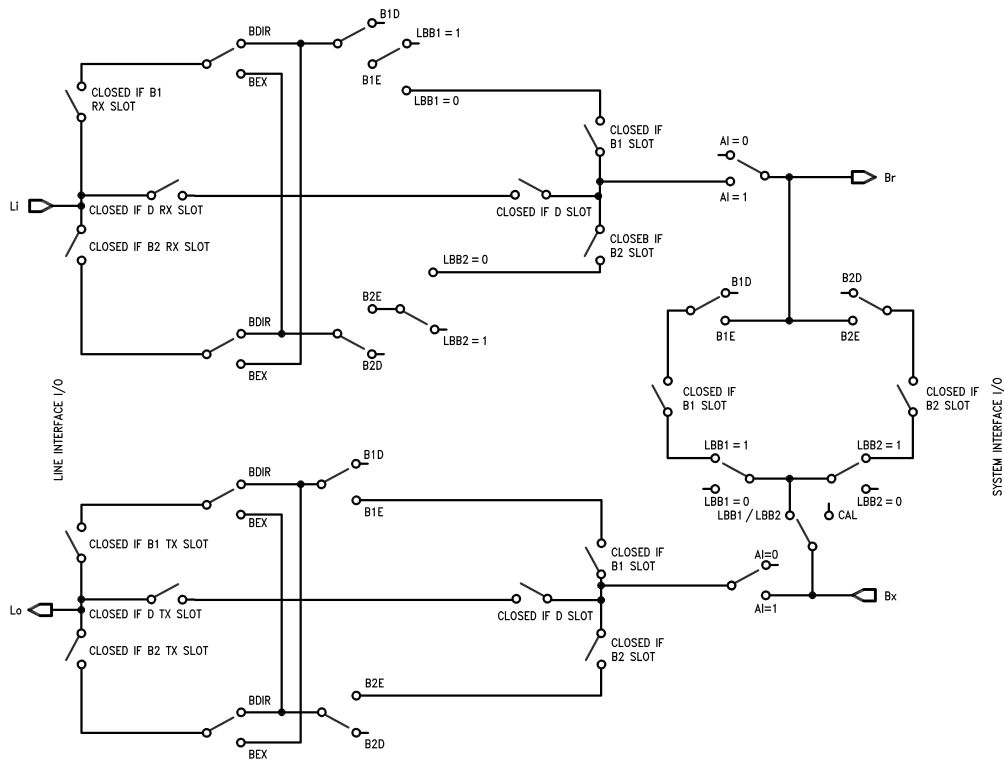 B1D
BDIR
LBB1 = 1
BEX
B1E
CLOSED IF B1
RX SLOT
LBB1 = 0
CLOSED IF
B1 SLOT
AI = 0
Li
Br
CLOSED IF D RX SLOT
CLOSED IF D SLOT
AI = 1
CLOSED IF B2 RX SLOT
CLOSEB IF
B2 SLOT
LBB2 = 0
B1D
B2D
B2E
BDIR
B1E
B2E
LBB2 = 1
B2D
BEX
LINE INTERFACE I/O
CLOSED IF
B1 SLOT
CLOSED IF
B2 SLOT
SYSTEM INTERFACE I/O
LBB1 = 1
LBB2 = 1
B1D
BDIR
LBB1 = 0
LBB2 = 0
B1E
LBB1 / LBB2
CAL
BEX
CLOSED IF B1 TX SLOT
CLOSED IF
B1 SLOT
AI=0
Lo
Bx
CLOSED IF D TX SLOT
CLOSED IF D SLOT
AI=1
CLOSED IF B2 TX SLOT
CLOSED IF
B2 SLOT
B2E
BDIR
B2D
BEX